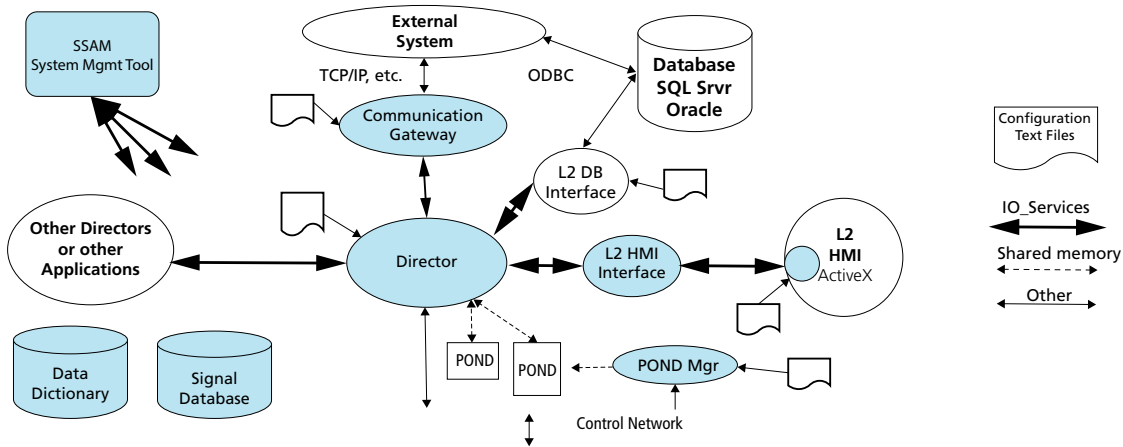 SSAM
System Mgmt Tool
External
System
TCP/IP, etc.
ODBC
Database
SQL Srvr
Oracle
Communication
Gateway
Configuration
Text Files
L2 DB
Interface
IO_Services
Other Directors
or other
Applications
Director
L2 HMI
Interface
L2
HMI
ActiveX
Shared memory
Other
POND
POND
POND Mgr
Data
Dictionary
Signal
Database
Control Network